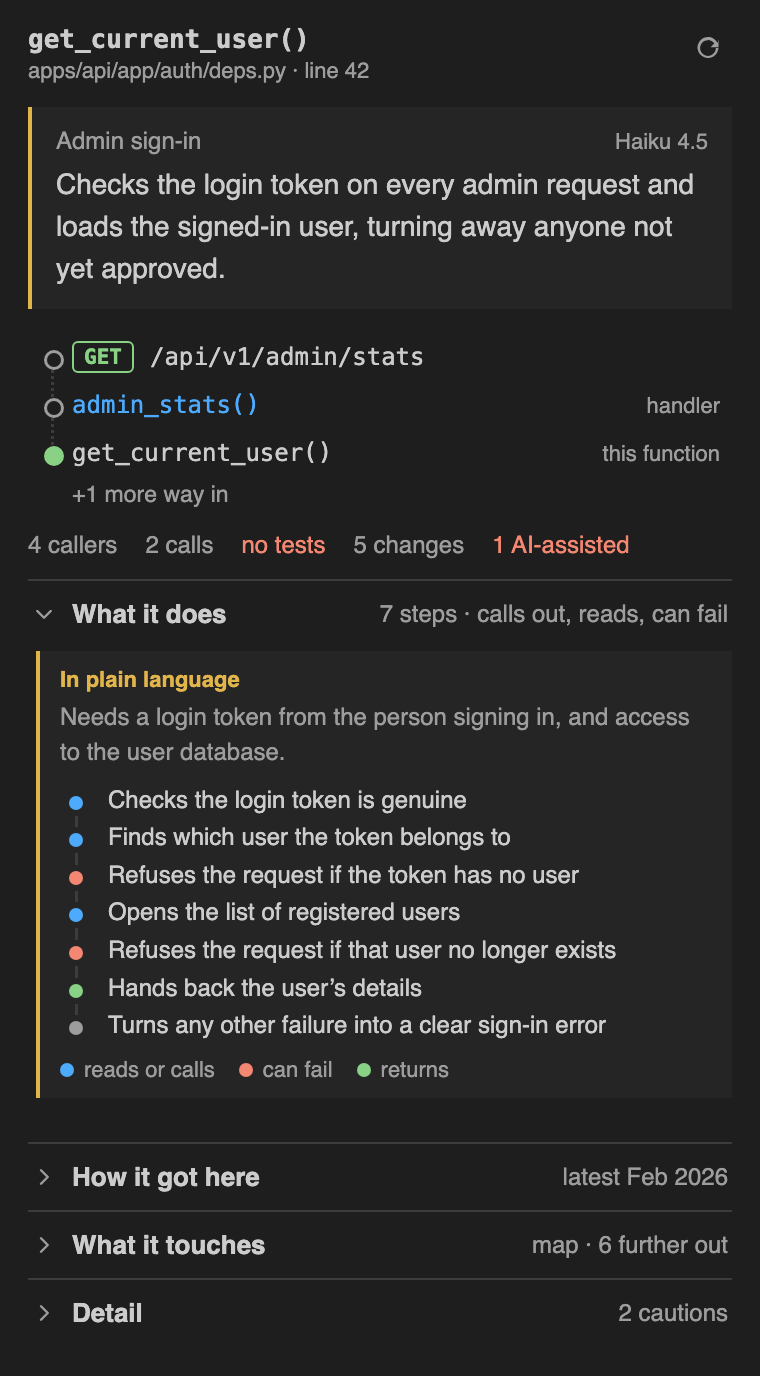 get_current_user()
apps/api/app/auth/deps.py · line 42
Admin sign-in
Haiku 4.5
Checks the login token on every admin request and
loads the signed-in user, turning away anyone not
yet approved.
GET /api/v1/admin/stats
admin_stats()
handler
get_current_user()
this function
+1 more way in
4 callers 2 calls no tests 5 changes 1 AI-assisted
What it does
7 steps · calls out, reads, can fail
In plain language
Needs a login token from the person signing in, and access
to the user database.
Checks the login token is genuine
Finds which user the token belongs to
Refuses the request if the token has no user
Opens the list of registered users
Refuses the request if that user no longer exists
Hands back the user’s details
Turns any other failure into a clear sign-in error
reads or calls can fail returns
How it got here
latest Feb 2026
What it touches
map · 6 further out
Detail
2 cautions